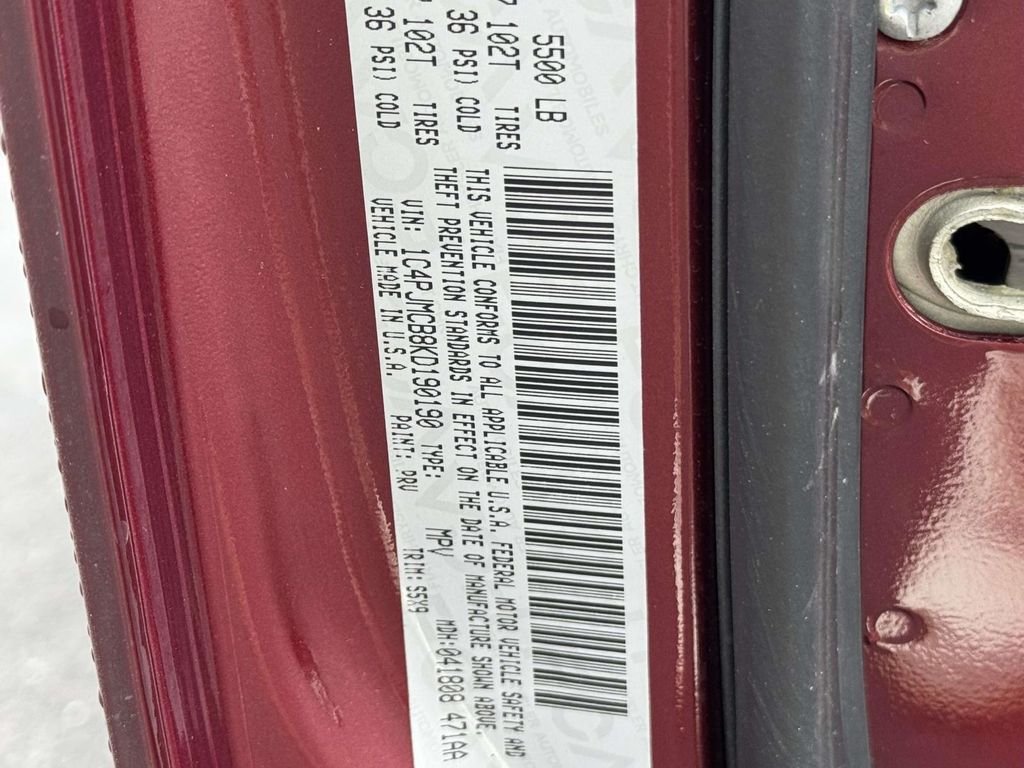 5500 LB
102T TIRES
36 PSI) COLD
102T TIRES
36 PSI) COLD
THIS VEHICLE CONFORMS TO ALL APPLICABLE U.S.A. FEDERAL MOTOR VEHICLE SAFETY AND
THEFT PREVENTION STANDARDS IN EFFECT ON THE DATE OF MANUFACTURE SHOWN ABOVE.
VIN: 1C4PJMCB8KD190190 TYPE: MPV MDH:041808 471AA
VEHICLE MADE IN U.S.A PAINT: PRV TRIM: S5X9